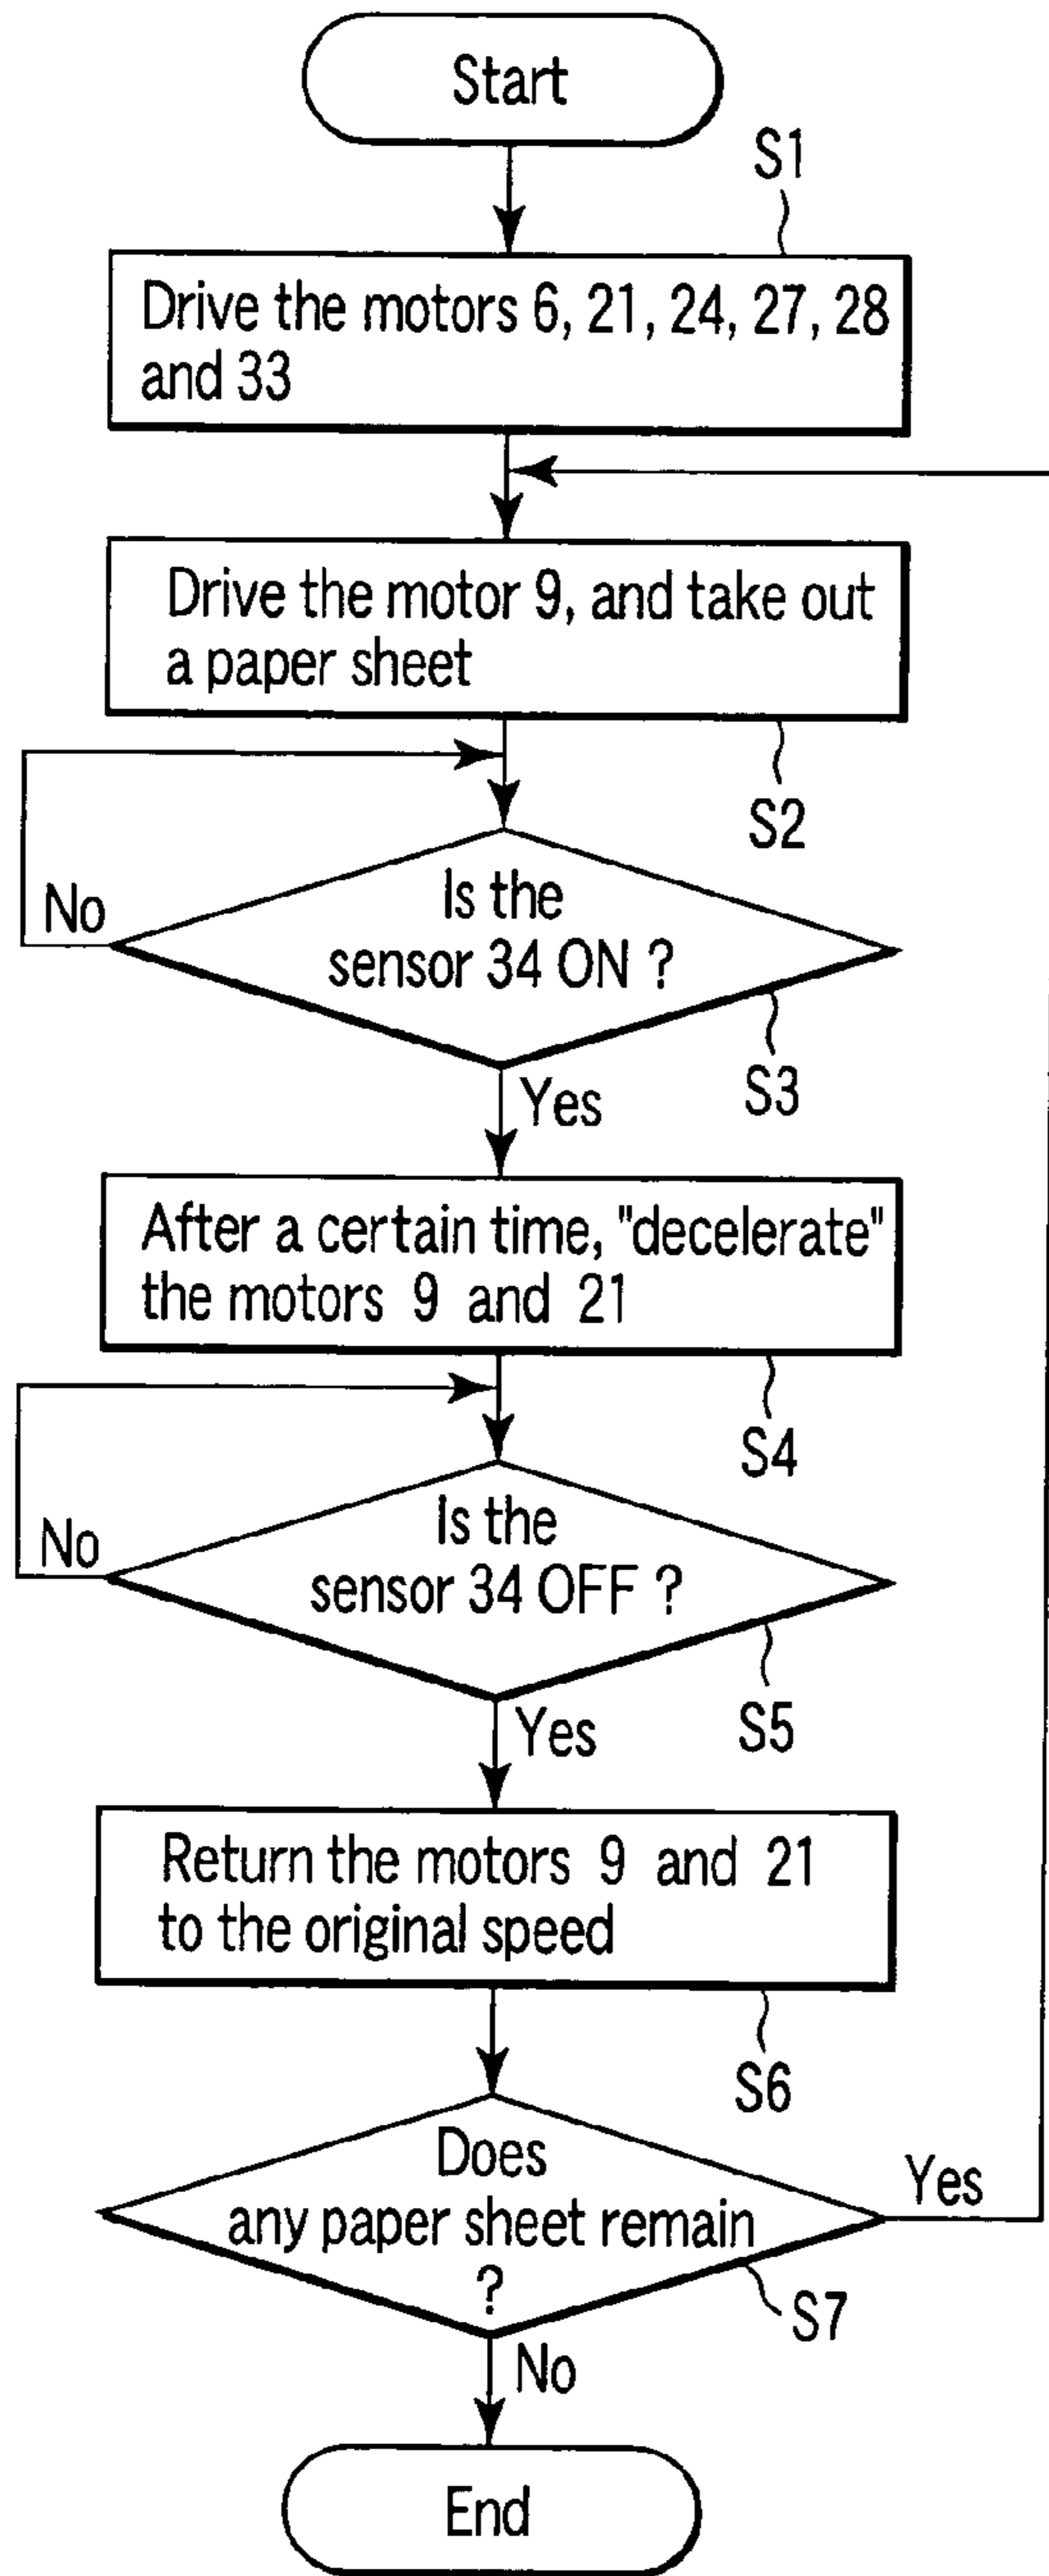 Start
S1
Drive the motors 6, 21, 24, 27, 28
and 33
Drive the motor 9, and take out
a paper sheet
S2
No
Is the
sensor 34 ON ?
S3
Yes
After a certain time, "decelerate"
the motors 9 and 21
S4
No
Is the
sensor 34 OFF ?
S5
Yes
Return the motors 9 and 21
to the original speed
S6
Does
any paper sheet remain
?
Yes
S7
No
End